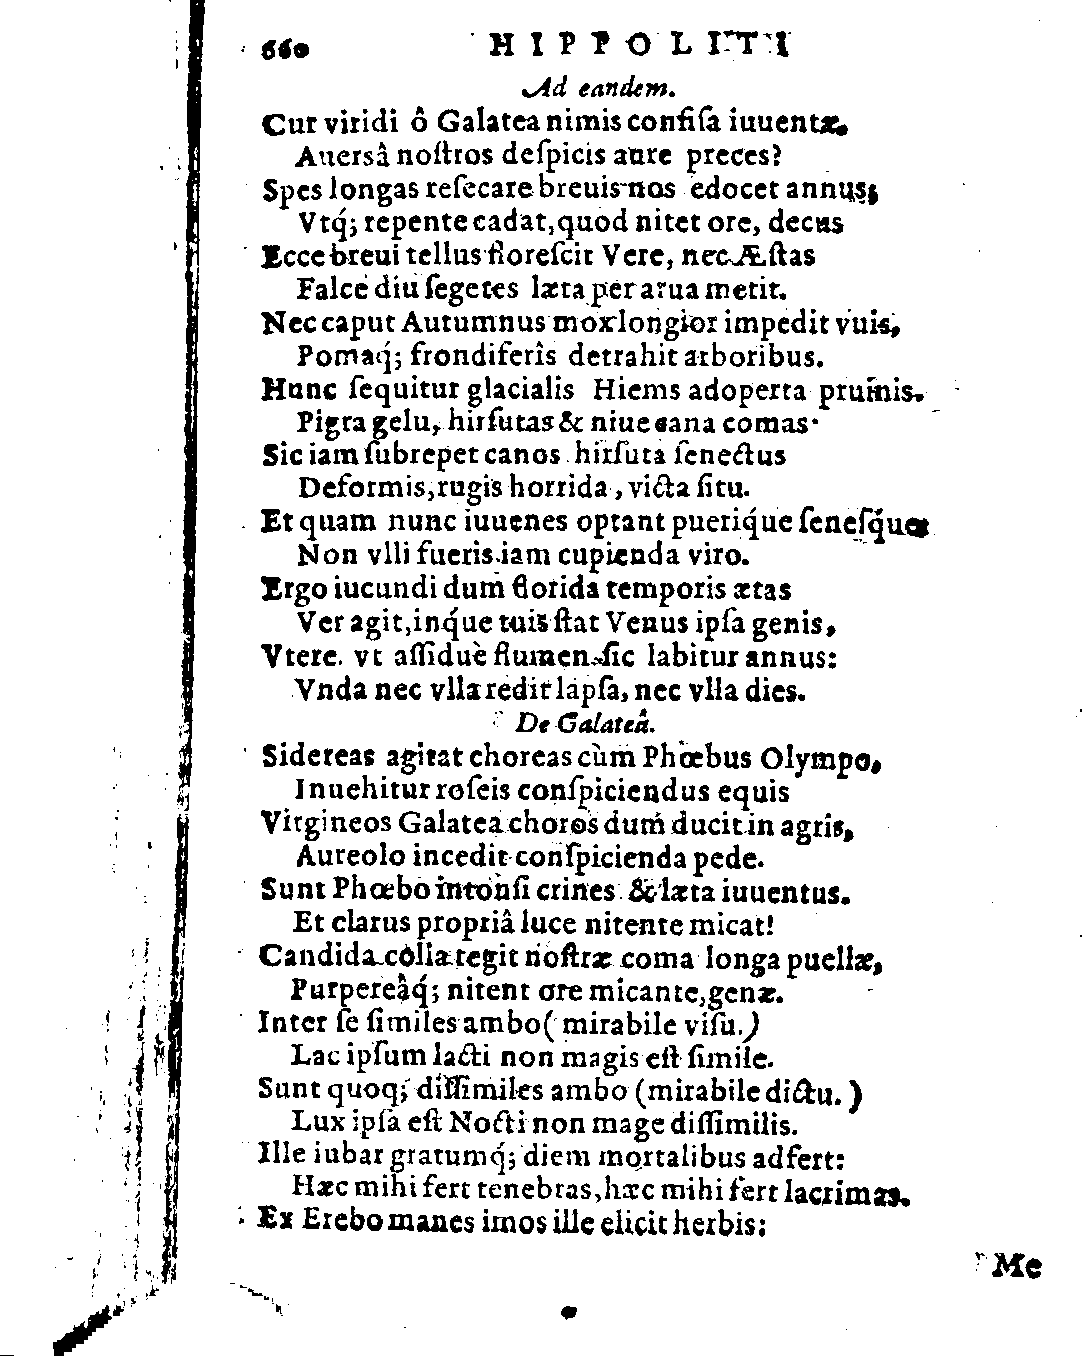 660 HIPPOLITI
Ad eandem.
Cur viridi ô Galatea nimis confiſa iuuentæ,
Auersâ noſtros deſpicis aure preces?
Spes longas reſecare breuis nos edocet annus,
Vtq́; repente cadat, quod nitet ore, decus
Ecce breui tellus floreſcit Vere, nec Æſtas
Falce diu ſegetes læta per arua metit.
Nec caput Autumnus mox longior impedit vuis,
Pomaq́; frondiferîs detrahit arboribus.
Hunc ſequitur glacialis Hiems adoperta pruinis.
Pigra gelu, hirſutas & niue cana comas.
Sic iam ſubrepet canos hirſuta ſenectus
Deformis, rugis horrida, victa ſitu.
Et quam nunc iuuenes optant pueriq́ue ſeneſq́ue
Non vlli fueris iam cupienda viro.
Ergo iucundi dum florida temporis ætas
Ver agit, inq́ue tuis ſtat Venus ipſa genis,
Vtere. vt aſſiduè flumen ſic labitur annus:
Vnda nec vlla redit lapſa, nec vlla dies.
De Galateâ.
Sidereas agitat choreas cùm Phœbus Olympo,
Inuehitur roſeis conſpiciendus equis
Virgineos Galatea choros dum ducit in agris,
Aureolo incedit conſpicienda pede.
Sunt Phœbo intonſi crines & læta iuuentus.
Et clarus propriâ luce nitente micat!
Candida colla tegit noſtræ coma longa puellæ,
Purpereâq́; nitent ore micante, genæ.
Inter ſe ſimiles ambo ( mirabile viſu.)
Lac ipſum lacti non magis eſt ſimile.
Sunt quoq; diſſimiles ambo (mirabile dictu. )
Lux ipſa eſt Nocti non mage diſſimilis.
Ille iubar gratumq́; diem mortalibus adfert:
Hæc mihi fert tenebras, hæc mihi fert lacrimas.
Ex Erebo manes imos ille elicit herbis:
Me